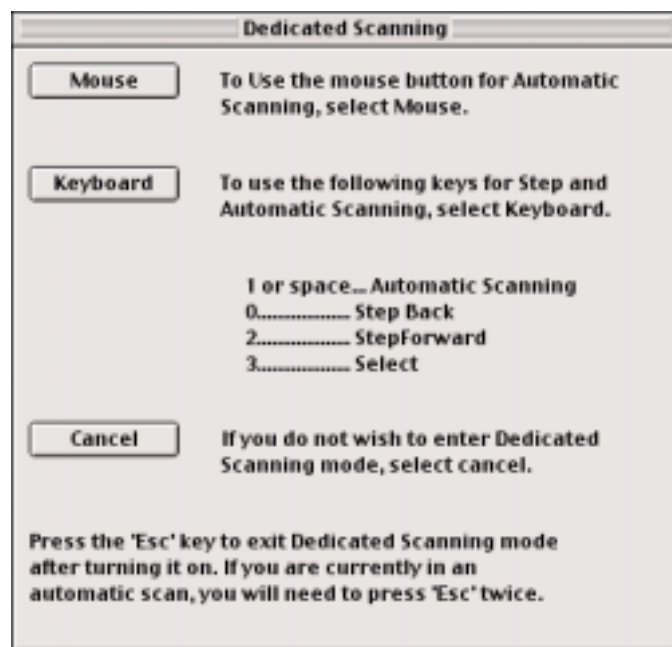 Dedicated Scanning
Mouse
To Use the mouse button for Automatic
Scanning, select Mouse.
Keyboard
To use the following keys for Step and
Automatic Scanning, select Keyboard.
1 or space... Automatic Scanning
0................. Step Back
2................. StepForward
3................. Select
Cancel
If you do not wish to enter Dedicated
Scanning mode, select cancel.
Press the 'Esc' key to exit Dedicated Scanning mode
after turning it on. If you are currently in an
automatic scan, you will need to press 'Esc' twice.